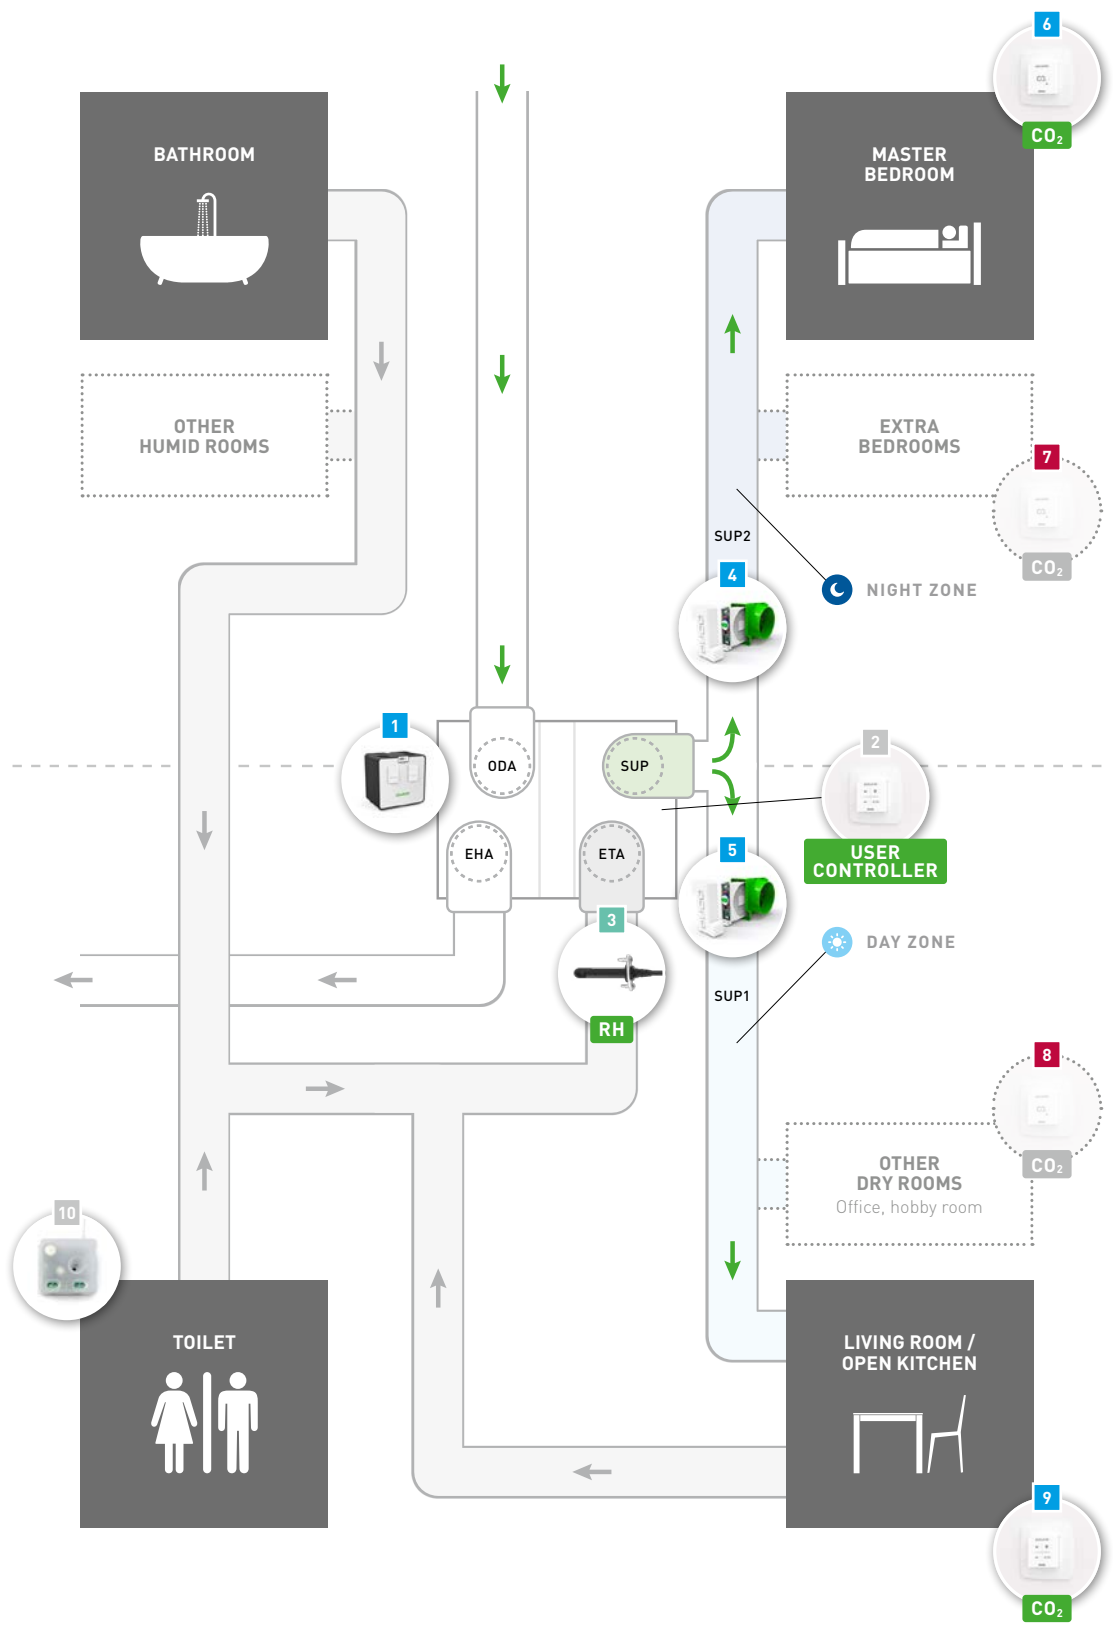 6
CO₂
BATHROOM
MASTER
BEDROOM
OTHER
HUMID ROOMS
EXTRA
BEDROOMS
7
CO₂
SUP2
4
NIGHT ZONE
1
2
ODA
SUP
EHA
ETA
5
USER
CONTROLLER
3
RH
DAY ZONE
SUP1
8
CO₂
OTHER
DRY ROOMS
Office, hobby room
10
TOILET
LIVING ROOM /
OPEN KITCHEN
9
CO₂